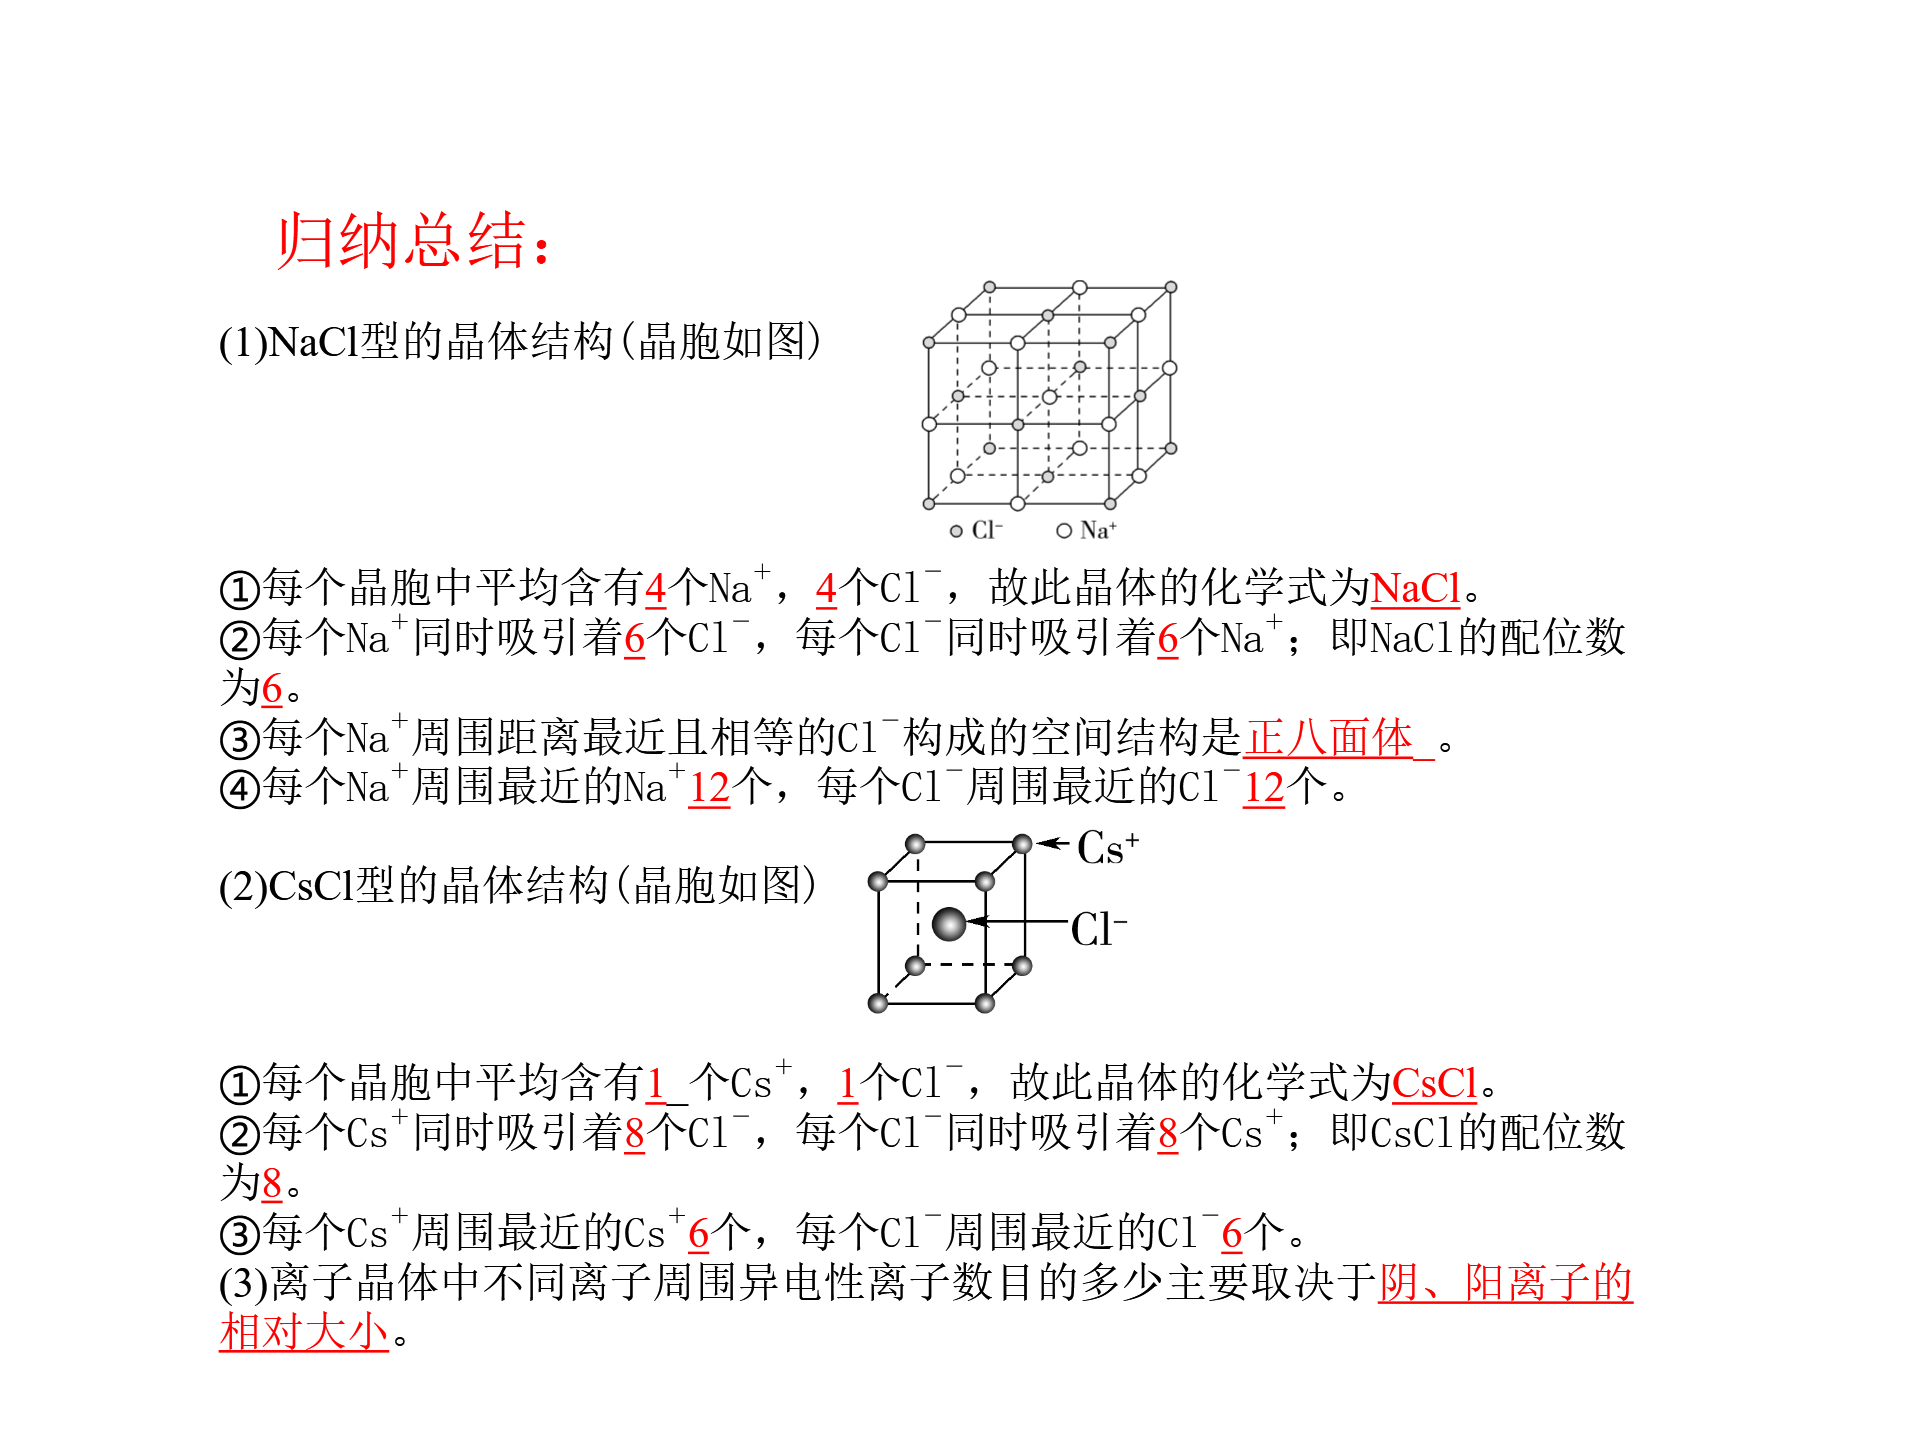 归纳总结：
(1)NaCl型的晶体结构(晶胞如图)
Cl⁻ Na⁺
①每个晶胞中平均含有4个Na⁺，4个Cl⁻，故此晶体的化学式为NaCl。
②每个Na⁺同时吸引着6个Cl⁻，每个Cl⁻同时吸引着6个Na⁺；即NaCl的配位数
为6。
③每个Na⁺周围距离最近且相等的Cl⁻构成的空间结构是正八面体_。
④每个Na⁺周围最近的Na⁺12个，每个Cl⁻周围最近的Cl⁻12个。
Cs⁺
(2)CsCl型的晶体结构(晶胞如图)
Cl⁻
①每个晶胞中平均含有1_个Cs⁺，1个Cl⁻，故此晶体的化学式为CsCl。
②每个Cs⁺同时吸引着8个Cl⁻，每个Cl⁻同时吸引着8个Cs⁺；即CsCl的配位数
为8。
③每个Cs⁺周围最近的Cs⁺6个，每个Cl⁻周围最近的Cl⁻6个。
(3)离子晶体中不同离子周围异电性离子数目的多少主要取决于阴、阳离子的
相对大小。